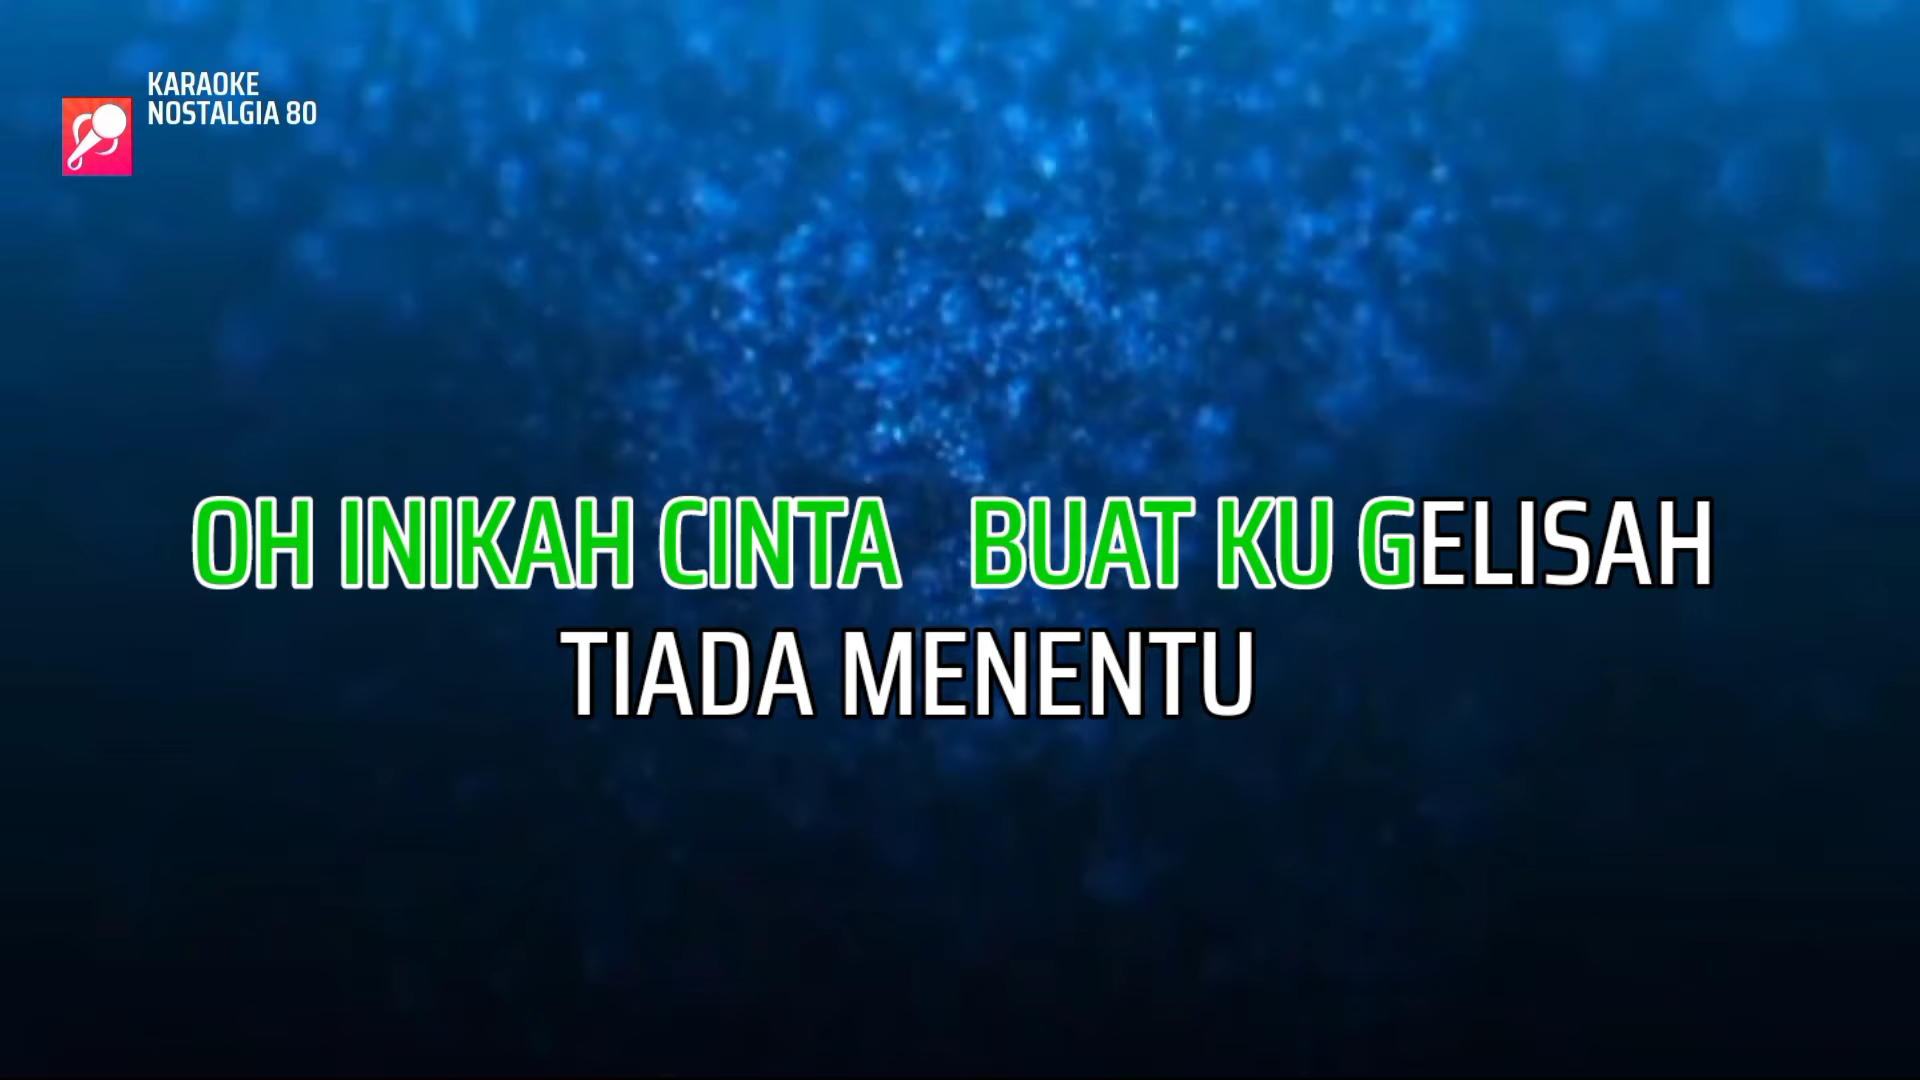 KARAOKE
NOSTALGIA 80
OH INIKAH CINTA BUAT KU GELISAH
TIADA MENENTU